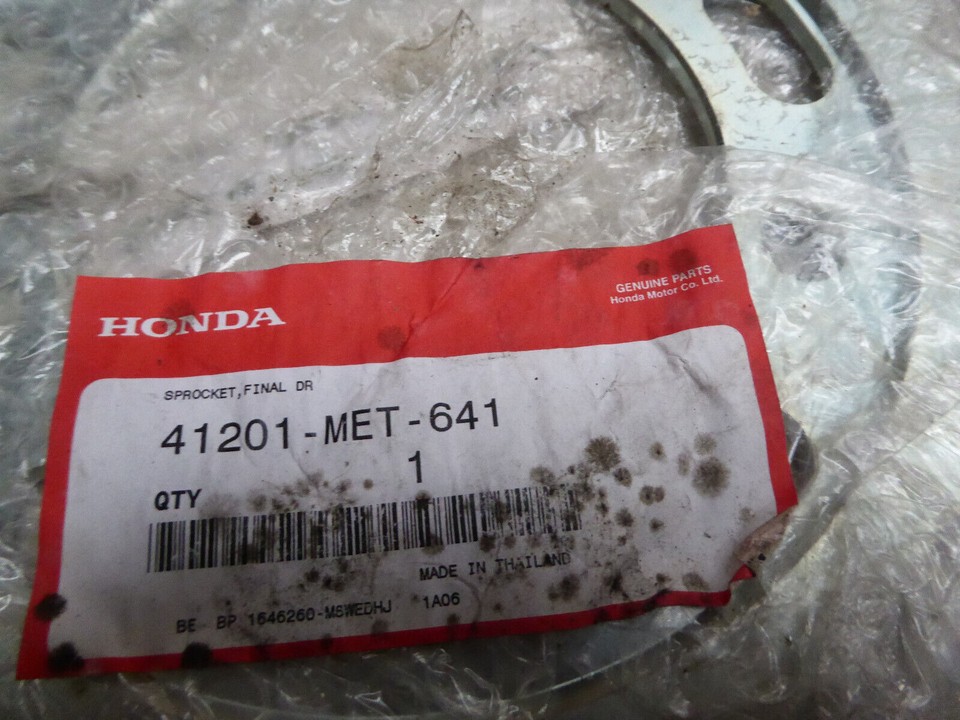 HONDA
GENUINE PARTS
Honda Motor Co. Ltd.
SPROCKET,FINAL DR
41201-MET-641
1
QTY
MADE IN THAILAND
BE BP 1646260-MSWEDHJ 1A06